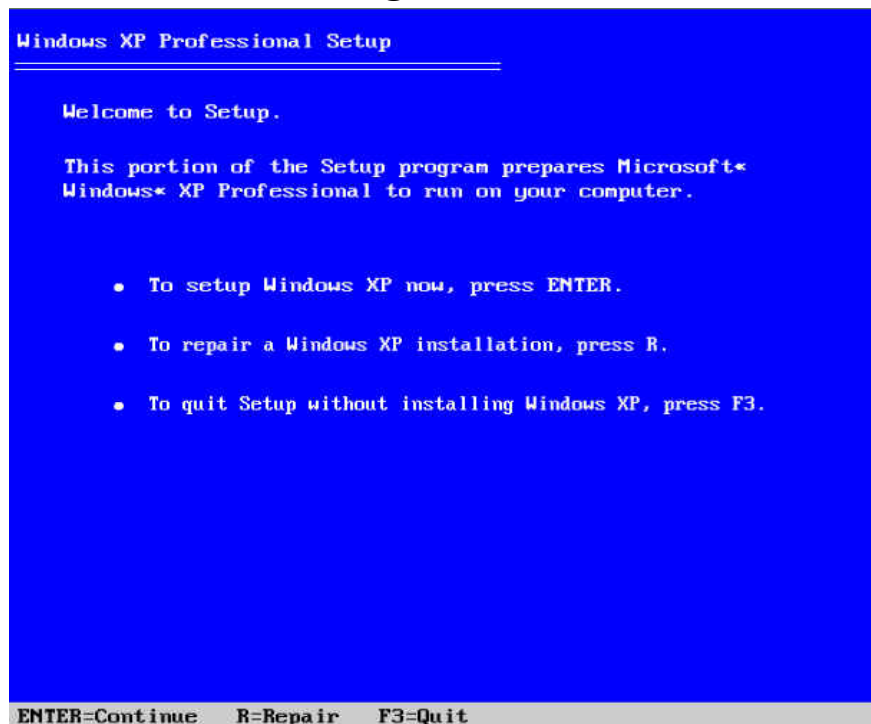 Windows XP Professional Setup
Welcome to Setup.
This portion of the Setup program prepares Microsoft«
Windows« XP Professional to run on your computer.
• To setup Windows XP now, press ENTER.
• To repair a Windows XP installation, press R.
• To quit Setup without installing Windows XP, press F3.
ENTER=Continue R=Repair F3=Quit